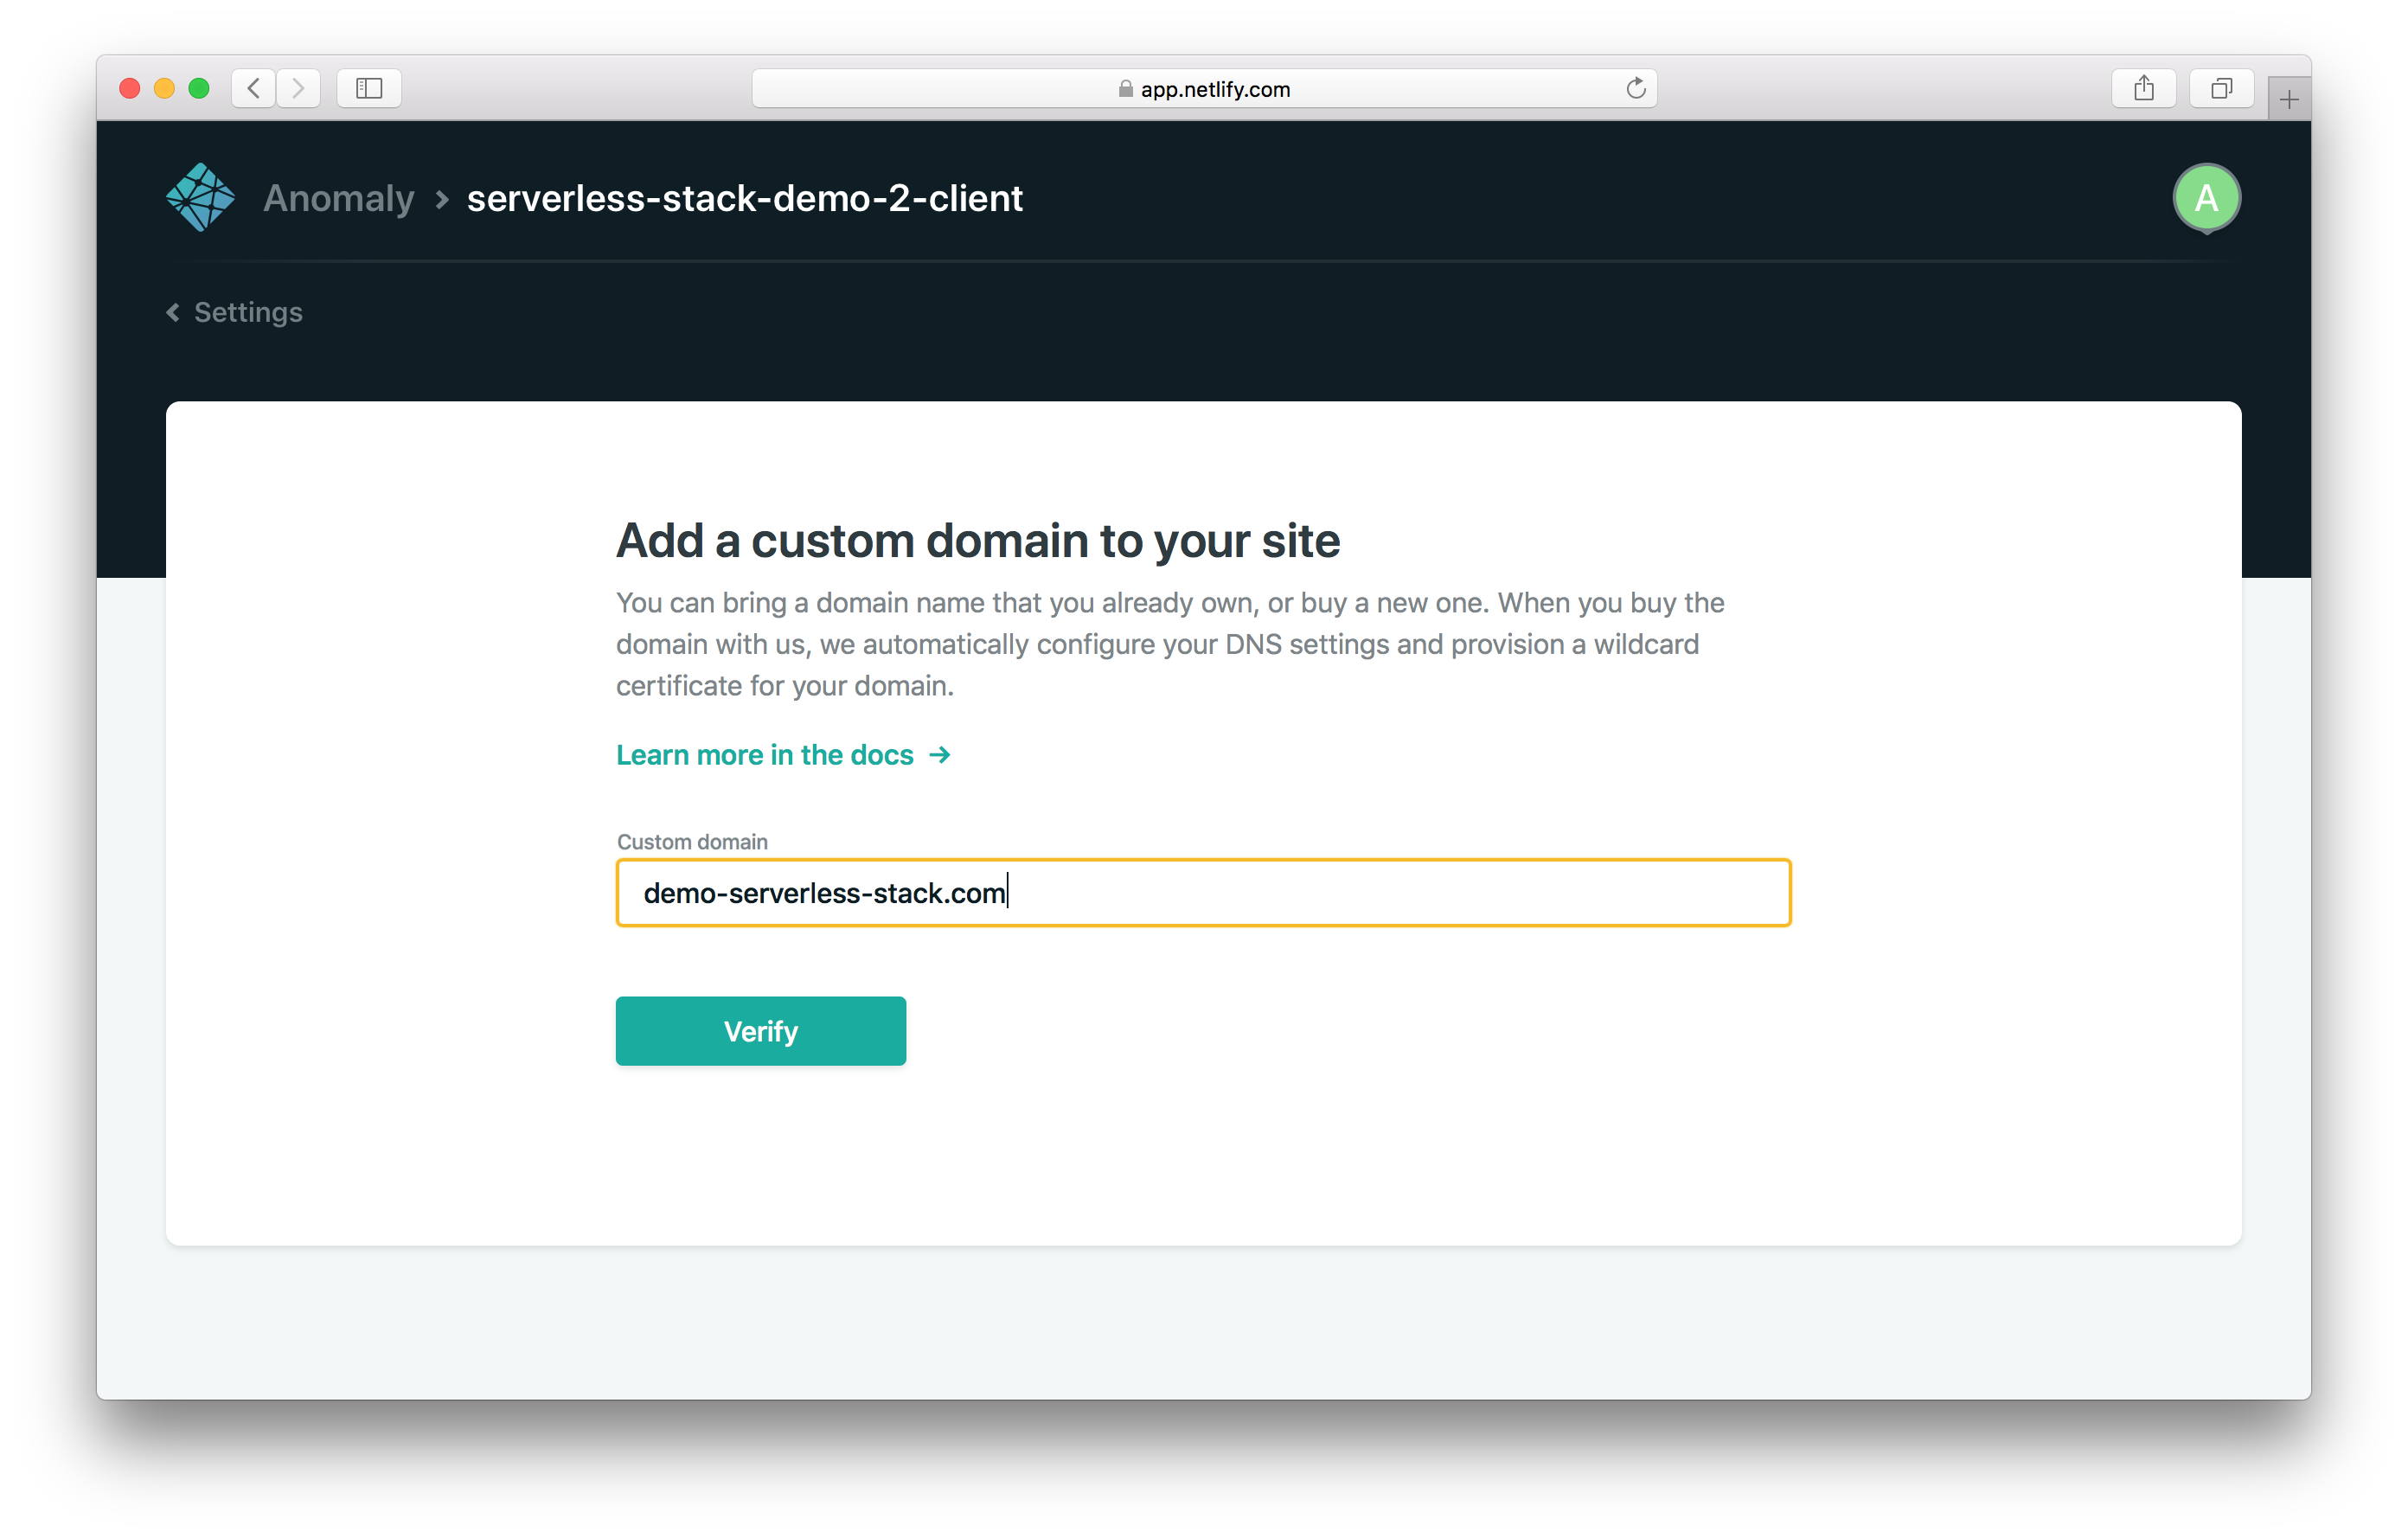 app.netlify.com
Anomaly > serverless-stack-demo-2-client
A
Settings
Add a custom domain to your site
You can bring a domain name that you already own, or buy a new one. When you buy the
domain with us, we automatically configure your DNS settings and provision a wildcard
certificate for your domain.
Learn more in the docs →
Custom domain
demo-serverless-stack.com
Verify